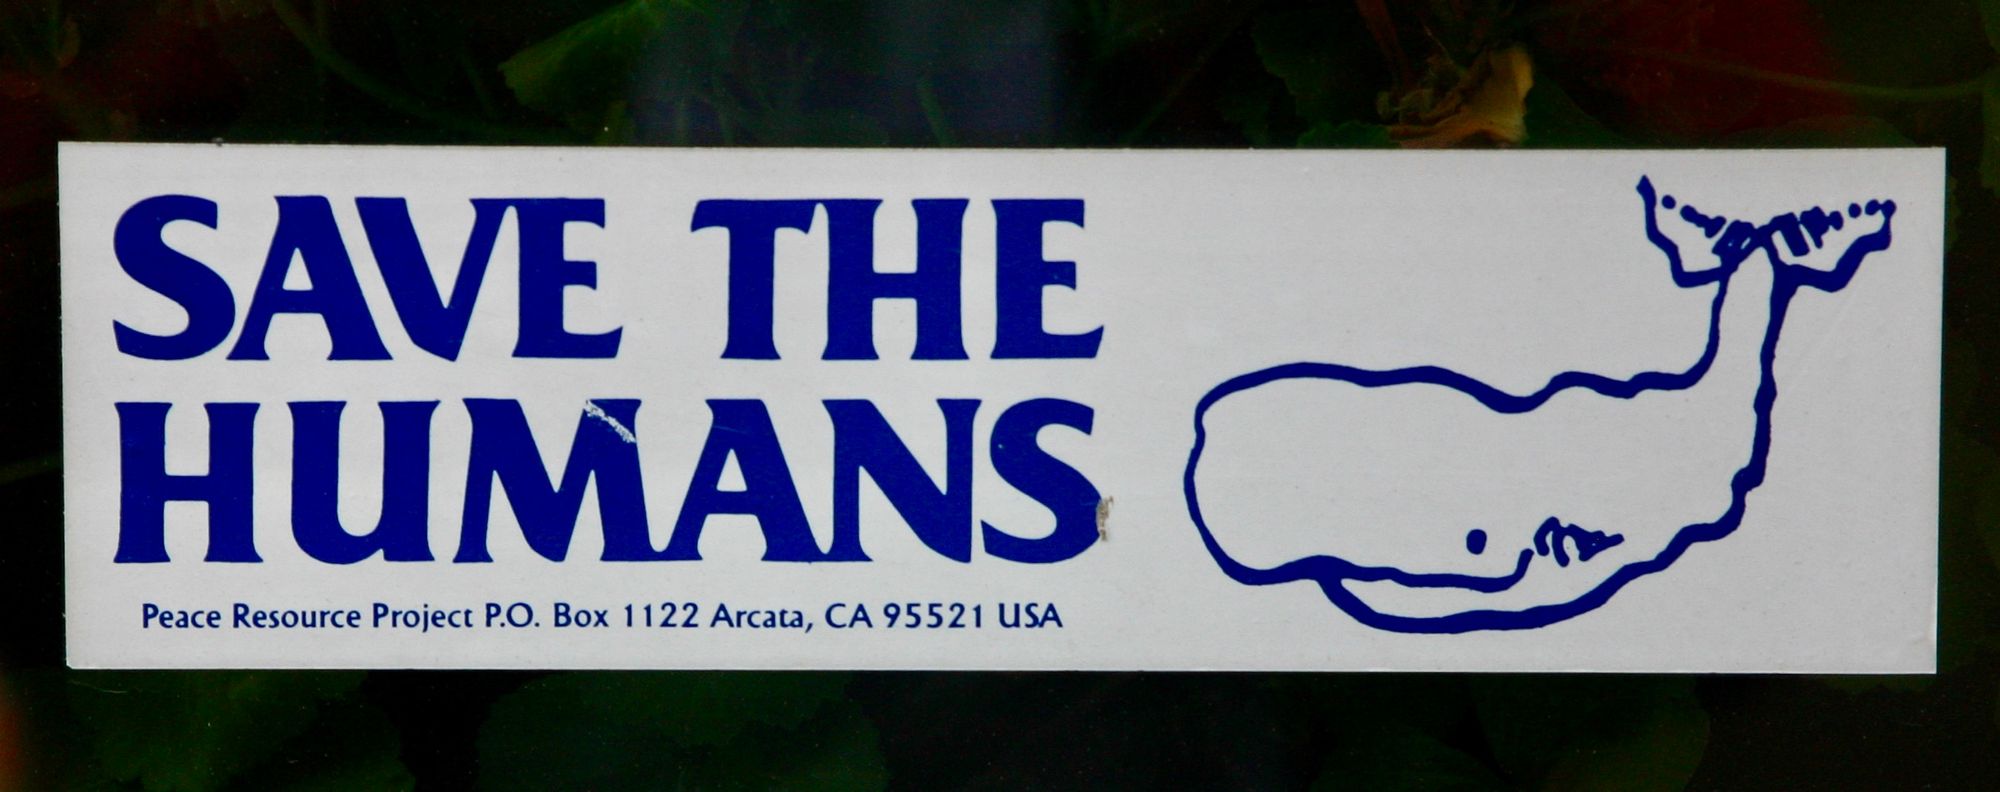 SAVE THE
HUMANS
Peace Resource Project P.O. Box 1122 Arcata, CA 95521 USA